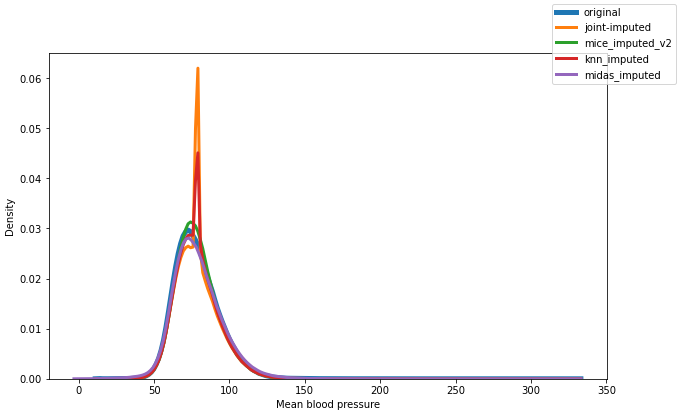 original
joint-imputed
mice_imputed_v2
knn_imputed
midas_imputed
0.06
0.05
0.04
0.03
0.02
0.01
0.00
Density
0 50 100 150 200 250 300 350
Mean blood pressure